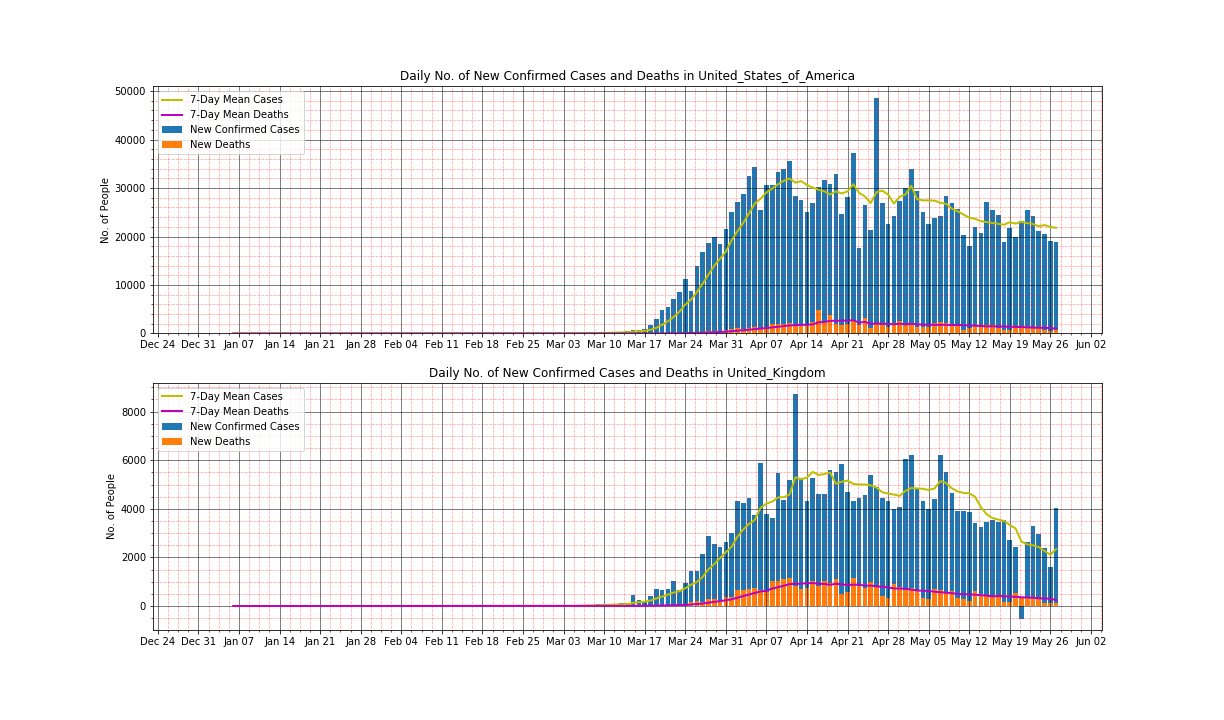 Daily No. of New Confirmed Cases and Deaths in United_States_of_America
50000
40000
30000
20000
10000
0
No. of People
7-Day Mean Cases
7-Day Mean Deaths
New Confirmed Cases
New Deaths
Dec 24 Dec 31 Jan 07 Jan 14 Jan 21 Jan 28 Feb 04 Feb 11 Feb 18 Feb 25 Mar 03 Mar 10 Mar 17 Mar 24 Mar 31 Apr 07 Apr 14 Apr 21 Apr 28 May 05 May 12 May 19 May 26 Jun 02
Daily No. of New Confirmed Cases and Deaths in United_Kingdom
8000
6000
4000
2000
0
No. of People
7-Day Mean Cases
7-Day Mean Deaths
New Confirmed Cases
New Deaths
Dec 24 Dec 31 Jan 07 Jan 14 Jan 21 Jan 28 Feb 04 Feb 11 Feb 18 Feb 25 Mar 03 Mar 10 Mar 17 Mar 24 Mar 31 Apr 07 Apr 14 Apr 21 Apr 28 May 05 May 12 May 19 May 26 Jun 02